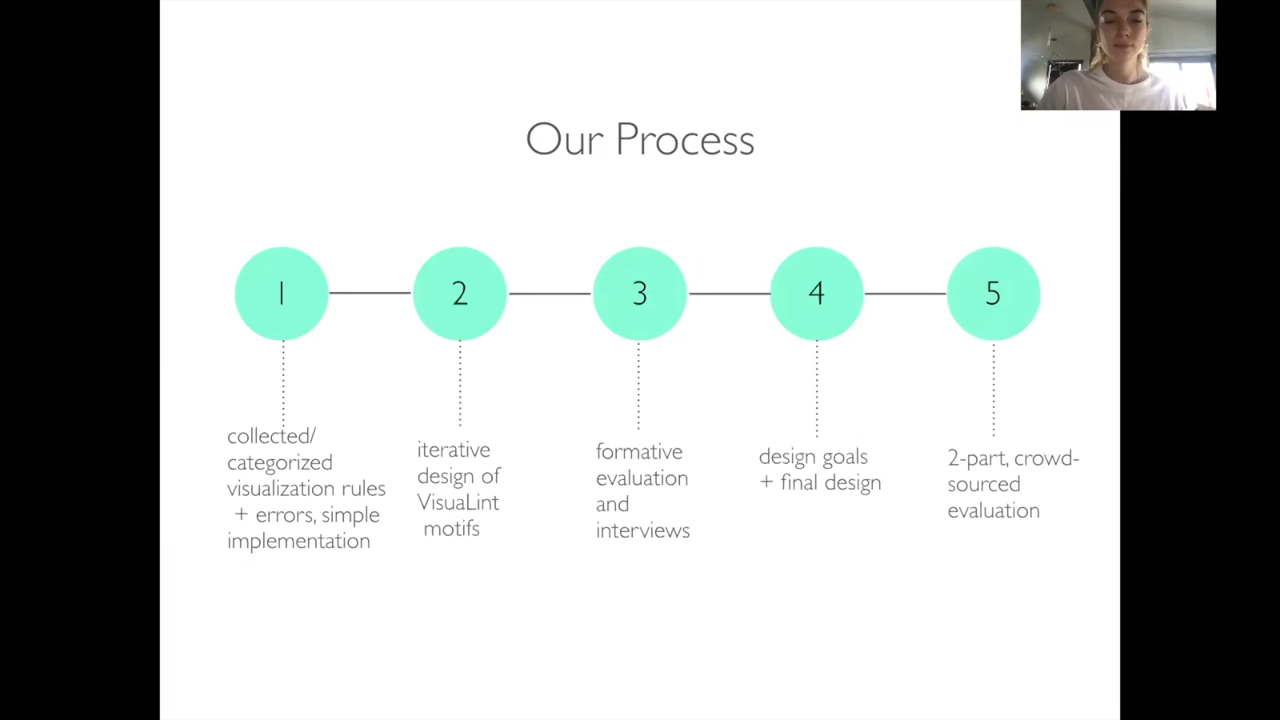 Our Process
1
2
3
4
5
collected/
categorized
visualization rules
+ errors, simple
implementation
iterative
design of
VisuaLint
motifs
formative
evaluation
and
interviews
design goals
+ final design
2-part, crowd-
sourced
evaluation